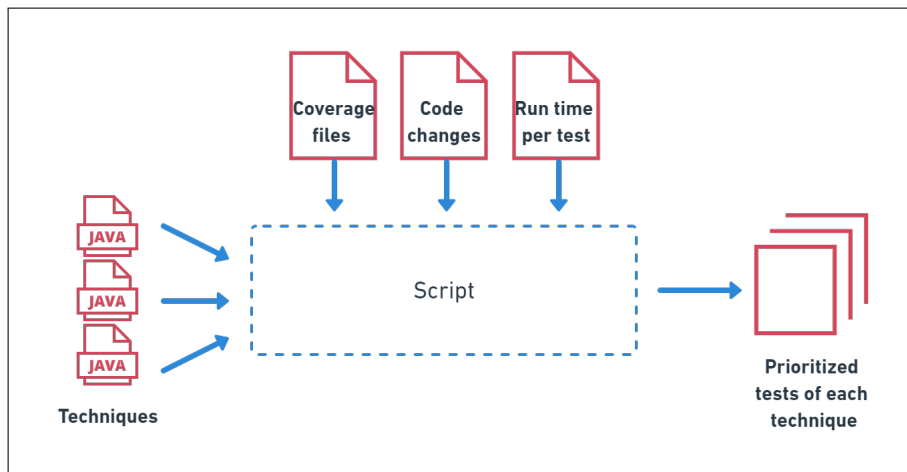 Coverage
files
Code
changes
Run time
per test
JAVA
JAVA
JAVA
Techniques
Script
Prioritized
tests of each
technique